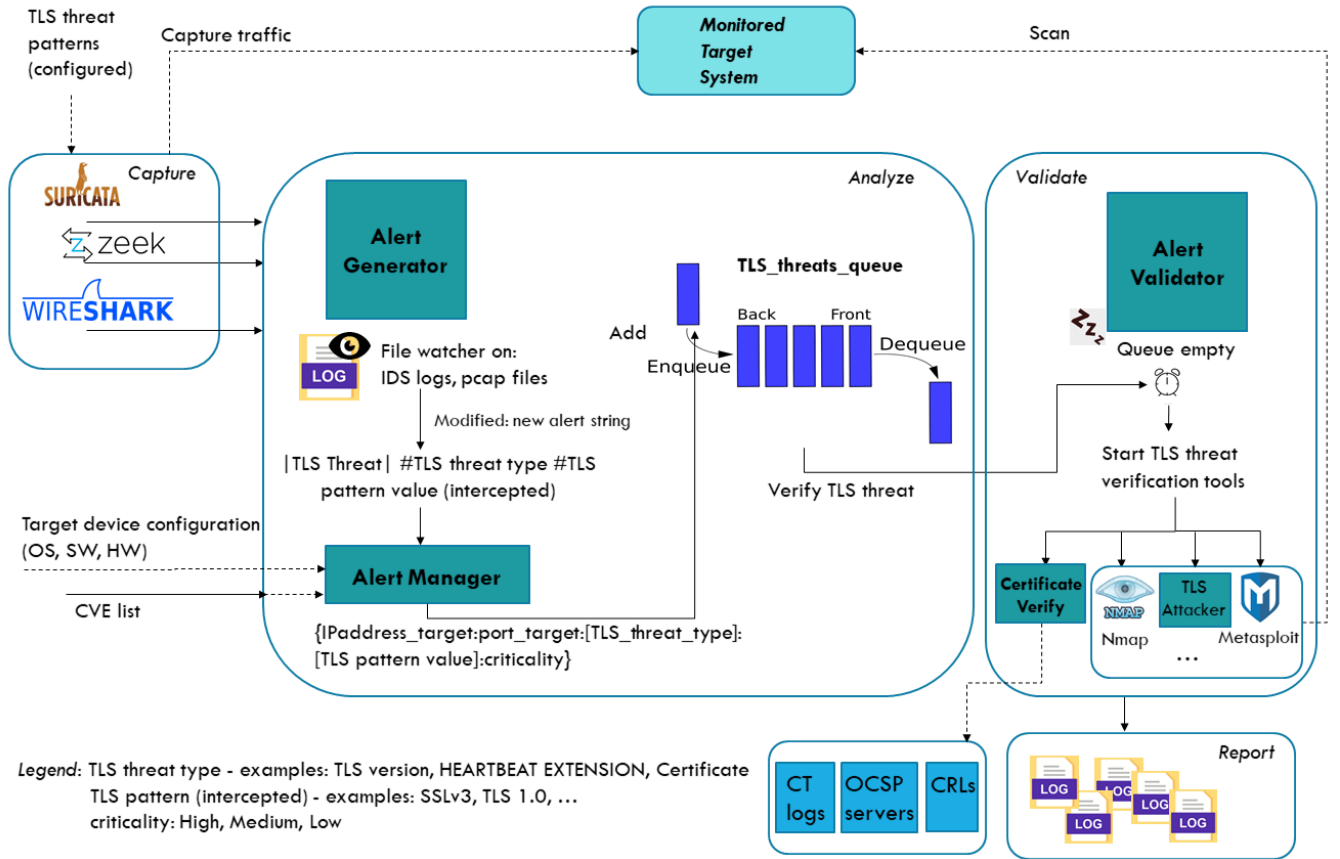 TLS threat
patterns
(configured)
Capture traffic
Monitored
Target
System
Scan
Capture
SURICATA
zeek
WIRESHARK
Analyze
Alert
Generator
LOG
File watcher on:
IDS logs, pcap files
Modified: new alert string
|TLS Threat| #TLS threat type #TLS
pattern value (intercepted)
Target device configuration
(OS, SW, HW)
CVE list
Alert Manager
{IPaddress_target:port_target:[TLS_threat_type]:
[TLS pattern value]:criticality}
TLS_threats_queue
Add
Enqueue
Back
Front
Dequeue
Verify TLS threat
Validate
Alert
Validator
zzz
Queue empty
Start TLS threat
verification tools
Certificate
Verify
NMAP
Nmap
TLS
Attacker
Metasploit
...
CT
logs
OCSP
servers
CRLs
Report
LOG
LOG
LOG
LOG
LOG
Legend: TLS threat type - examples: TLS version, HEARTBEAT EXTENSION, Certificate
TLS pattern (intercepted) - examples: SSLv3, TLS 1.0, ...
criticality: High, Medium, Low